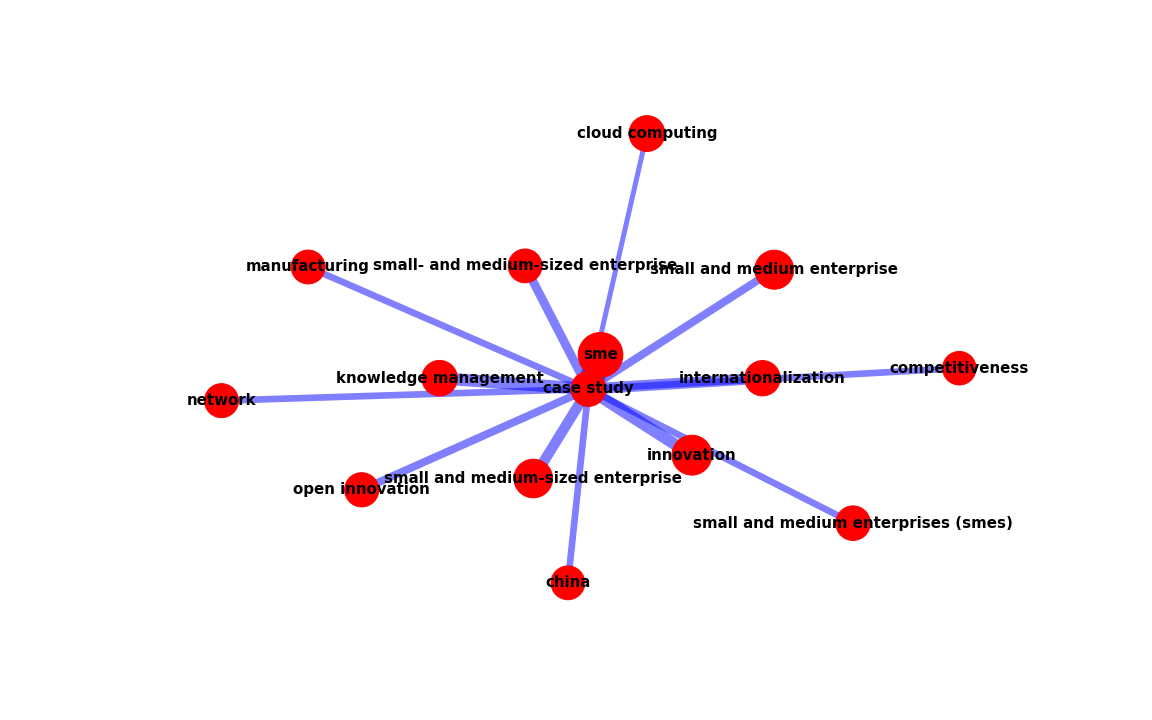 cloud computing
manufacturing
small- and medium-sized enterprise
small and medium enterprise
sme
competitiveness
knowledge management
internationalization
case study
network
innovation
small and medium-sized enterprise
open innovation
small and medium enterprises (smes)
china